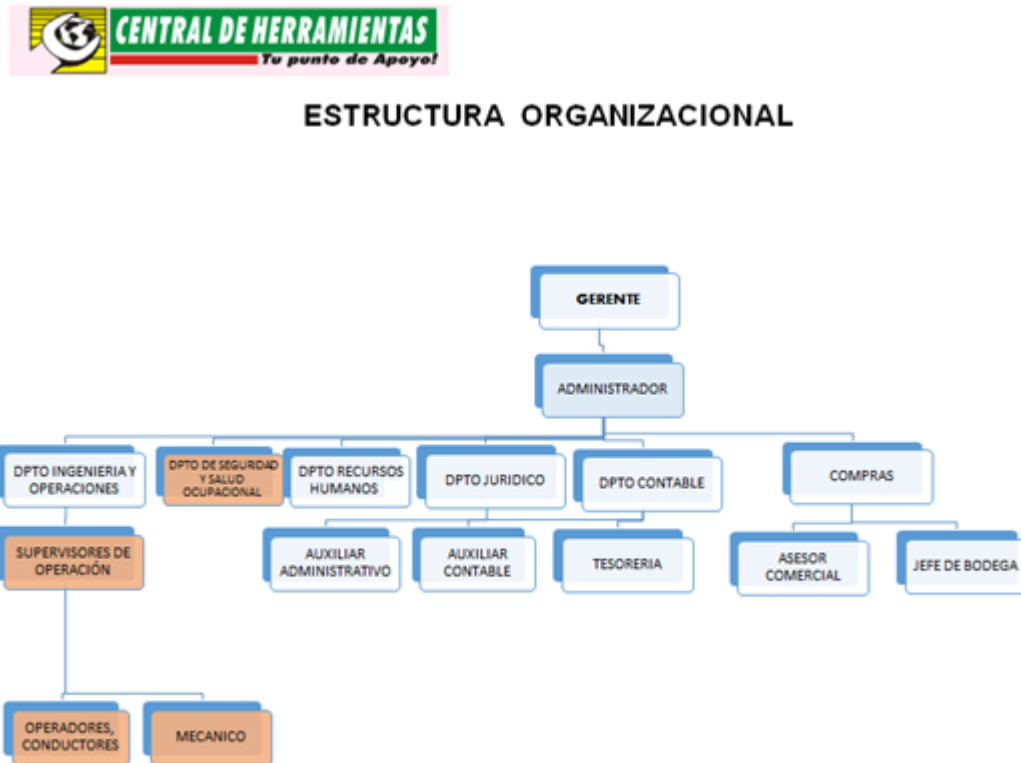 CENTRAL DE HERRAMIENTAS
Tu punto de Apoyo!
ESTRUCTURA ORGANIZACIONAL
GERENTE
ADMINISTRADOR
DPTO INGENIERIA Y
OPERACIONES
DPTO DE SEGURIDAD
Y SALUD
OCUPACIONAL
DPTO RECURSOS
HUMANOS
DPTO JURIDICO
DPTO CONTABLE
COMPRAS
SUPERVISORES DE
OPERACIÓN
AUXILIAR
ADMINISTRATIVO
AUXILIAR
CONTABLE
TESORERIA
ASESOR
COMERCIAL
JEFE DE BODEGA
OPERADORES,
CONDUCTORES
MECANICO